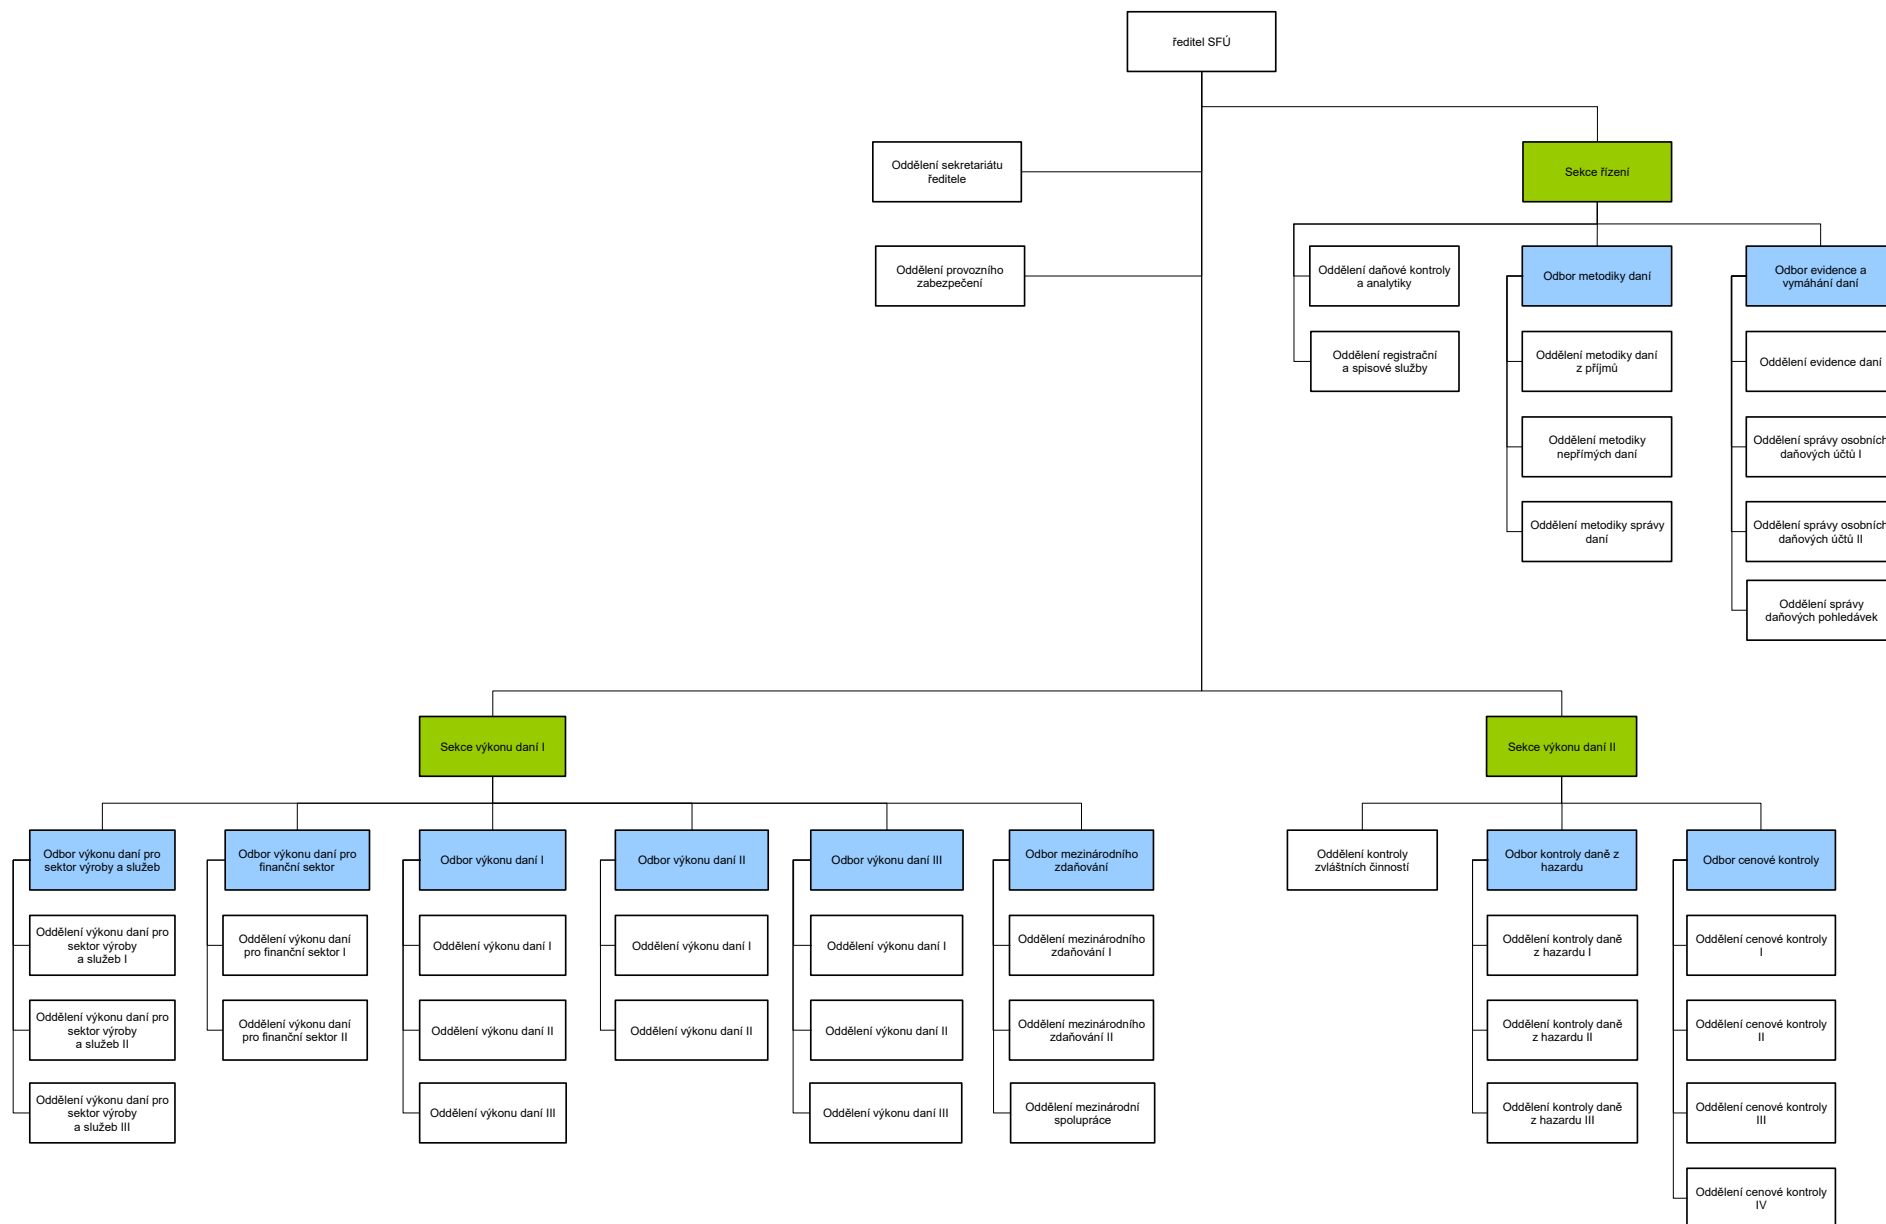 ředitel SFÚ
Oddělení sekretariátu
ředitele
Sekce řízení
Oddělení provozního
zabezpečení
Oddělení daňové kontroly
a analytiky
Odbor metodiky daní
Odbor evidence a
vymáhání daní
Oddělení registrační
a spisové služby
Oddělení metodiky daní
z příjmů
Oddělení evidence daní
Oddělení metodiky
nepřímých daní
Oddělení správy osobních
daňových účtů I
Oddělení metodiky správy
daní
Oddělení správy osobních
daňových účtů II
Oddělení správy
daňových pohledávek
Sekce výkonu daní I
Sekce výkonu daní II
Odbor výkonu daní pro
sektor výroby a služeb
Odbor výkonu daní pro
finanční sektor
Odbor výkonu daní I
Odbor výkonu daní II
Odbor výkonu daní III
Odbor mezinárodního
zdaňování
Oddělení kontroly
zvláštních činností
Odbor kontroly daně z
hazardu
Odbor cenové kontroly
Oddělení výkonu daní pro
sektor výroby
a služeb I
Oddělení výkonu daní
pro finanční sektor I
Oddělení výkonu daní I
Oddělení výkonu daní I
Oddělení výkonu daní I
Oddělení mezinárodního
zdaňování I
Oddělení kontroly daně
z hazardu I
Oddělení cenové kontroly
I
Oddělení výkonu daní pro
sektor výroby
a služeb II
Oddělení výkonu daní
pro finanční sektor II
Oddělení výkonu daní II
Oddělení výkonu daní II
Oddělení výkonu daní II
Oddělení mezinárodního
zdaňování II
Oddělení kontroly daně
z hazardu II
Oddělení cenové kontroly
II
Oddělení výkonu daní pro
sektor výroby
a služeb III
Oddělení výkonu daní III
Oddělení výkonu daní III
Oddělení mezinárodní
spolupráce
Oddělení kontroly daně
z hazardu III
Oddělení cenové kontroly
III
Oddělení cenové kontroly
IV